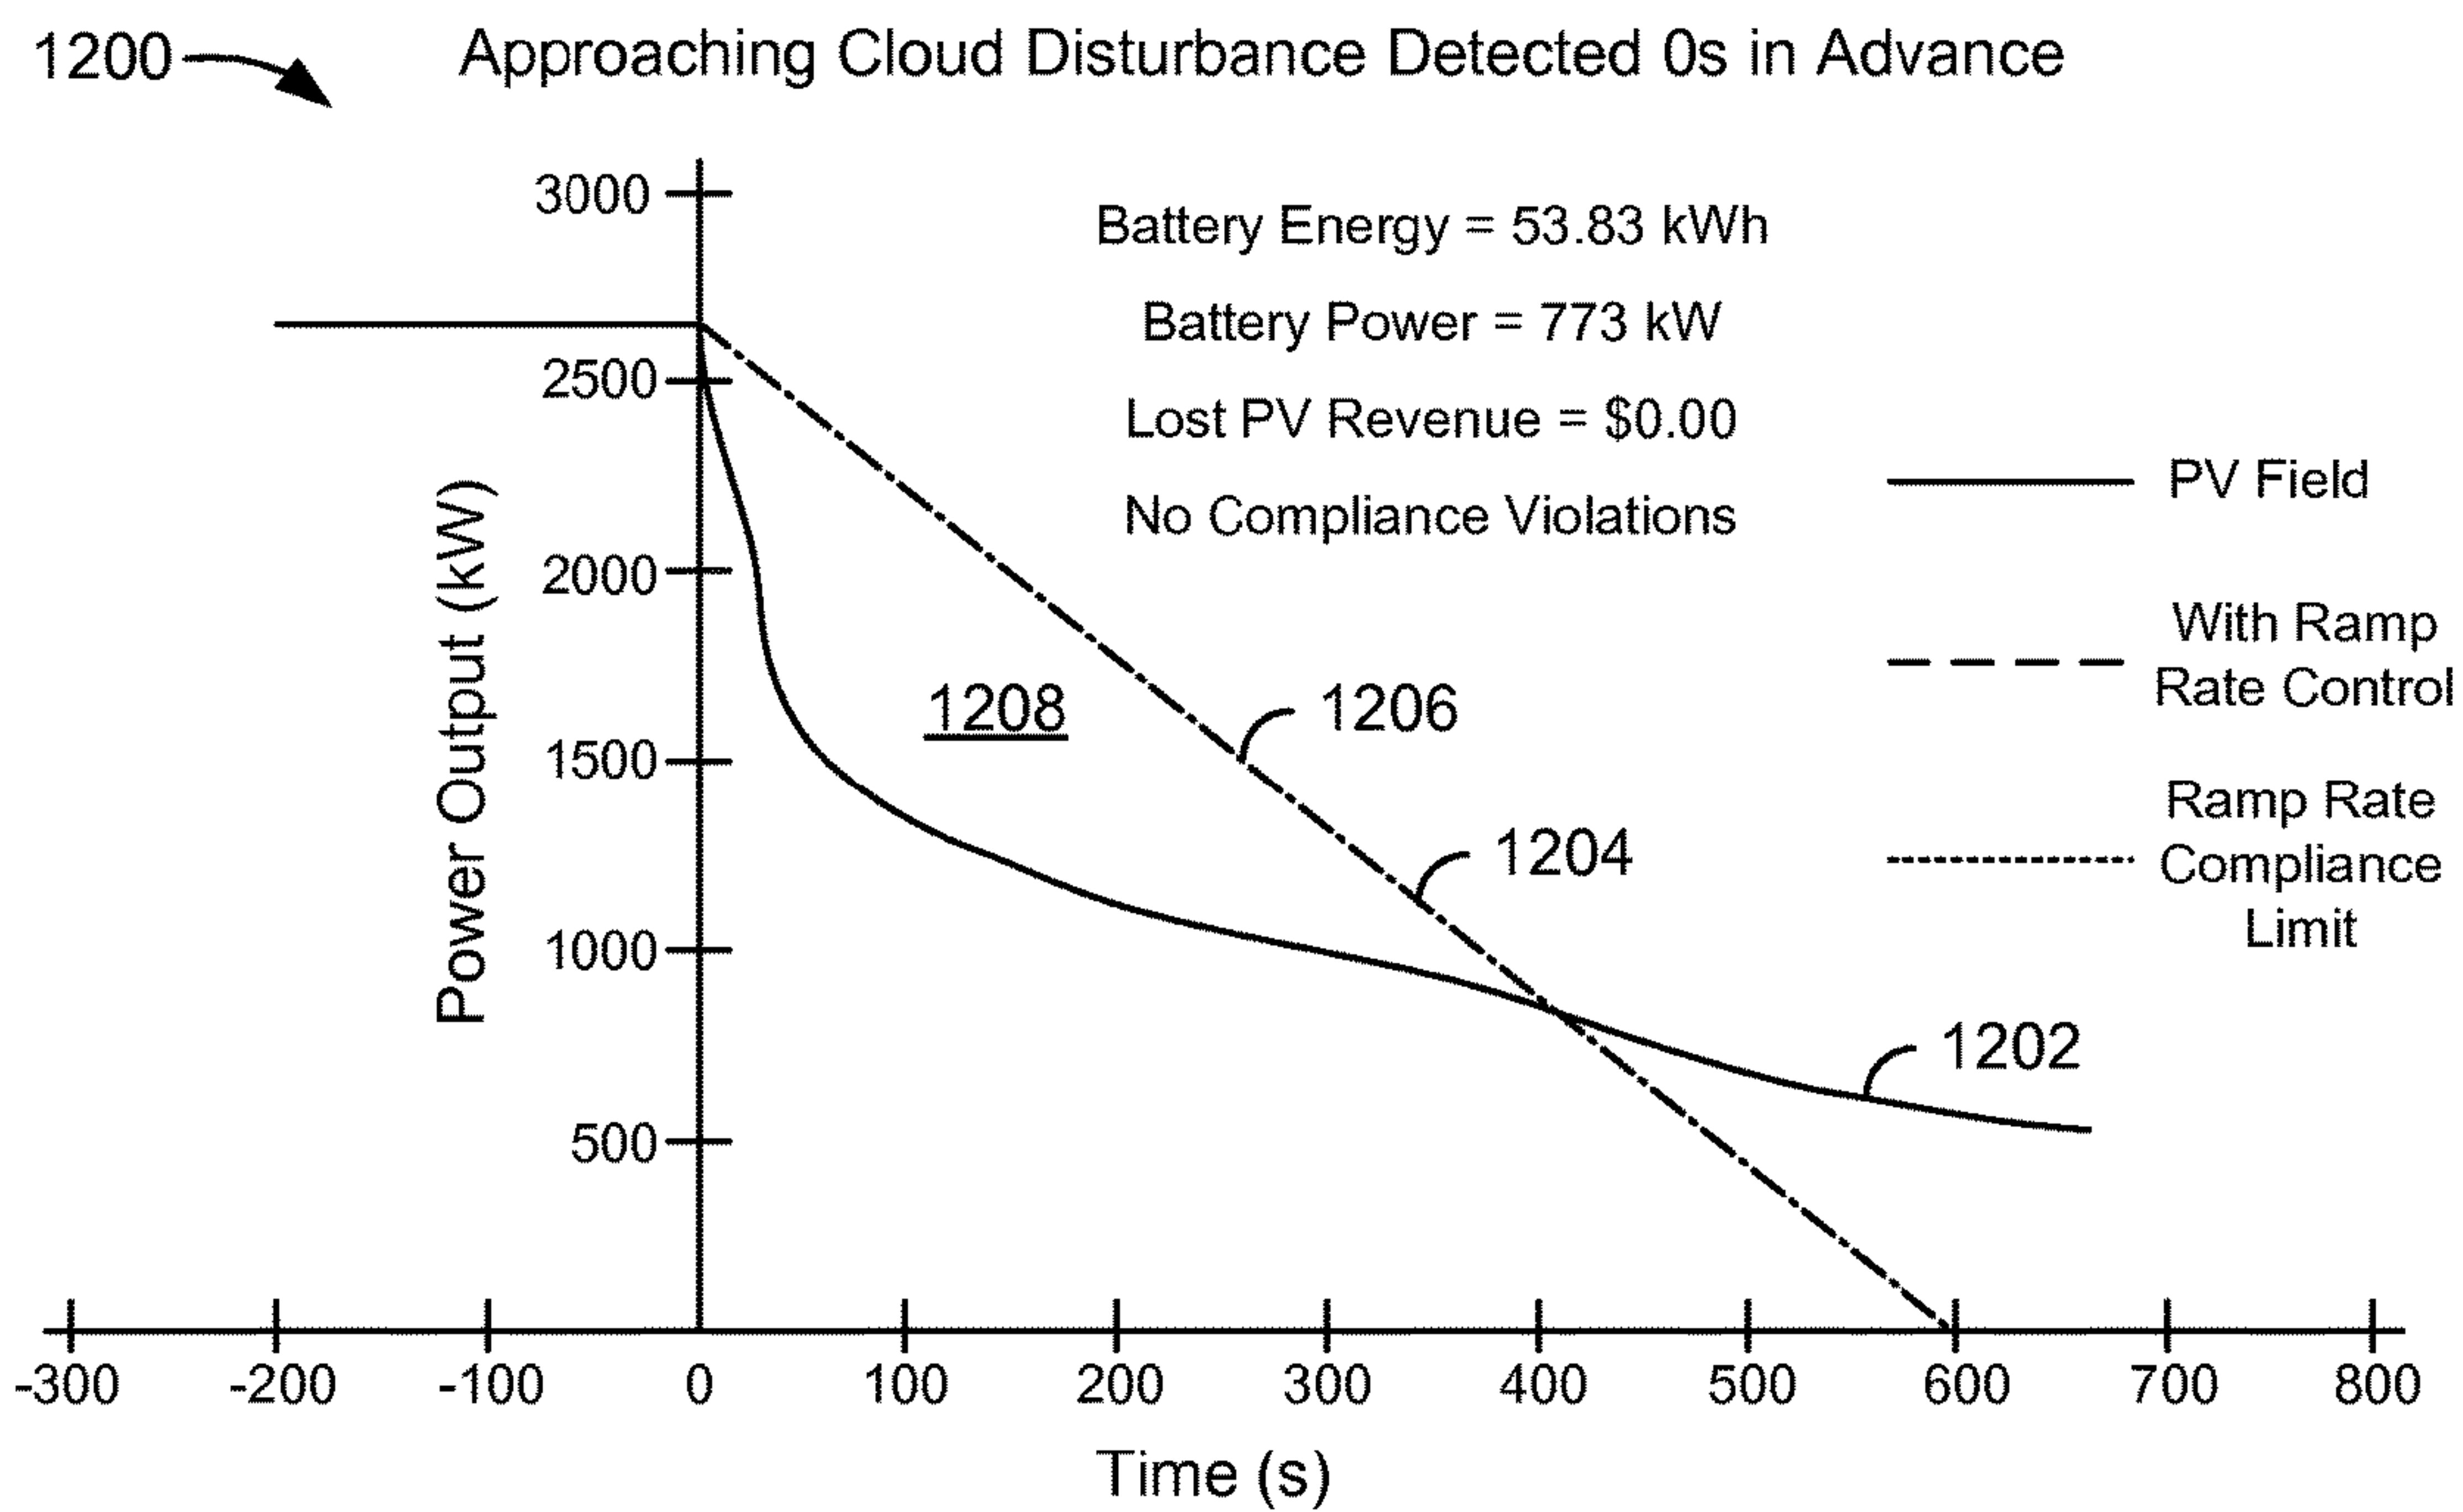 1200
Approaching Cloud Disturbance Detected 0s in Advance
3000
2500
2000
1500
1000
500
Power Output (kW)
Battery Energy = 53.83 kWh
Battery Power = 773 kW
Lost PV Revenue = $0.00
No Compliance Violations
PV Field
With Ramp
Rate Control
Ramp Rate
Compliance
Limit
1208
1206
1204
1202
-300 -200 -100 0 100 200 300 400 500 600 700 800
Time (s)